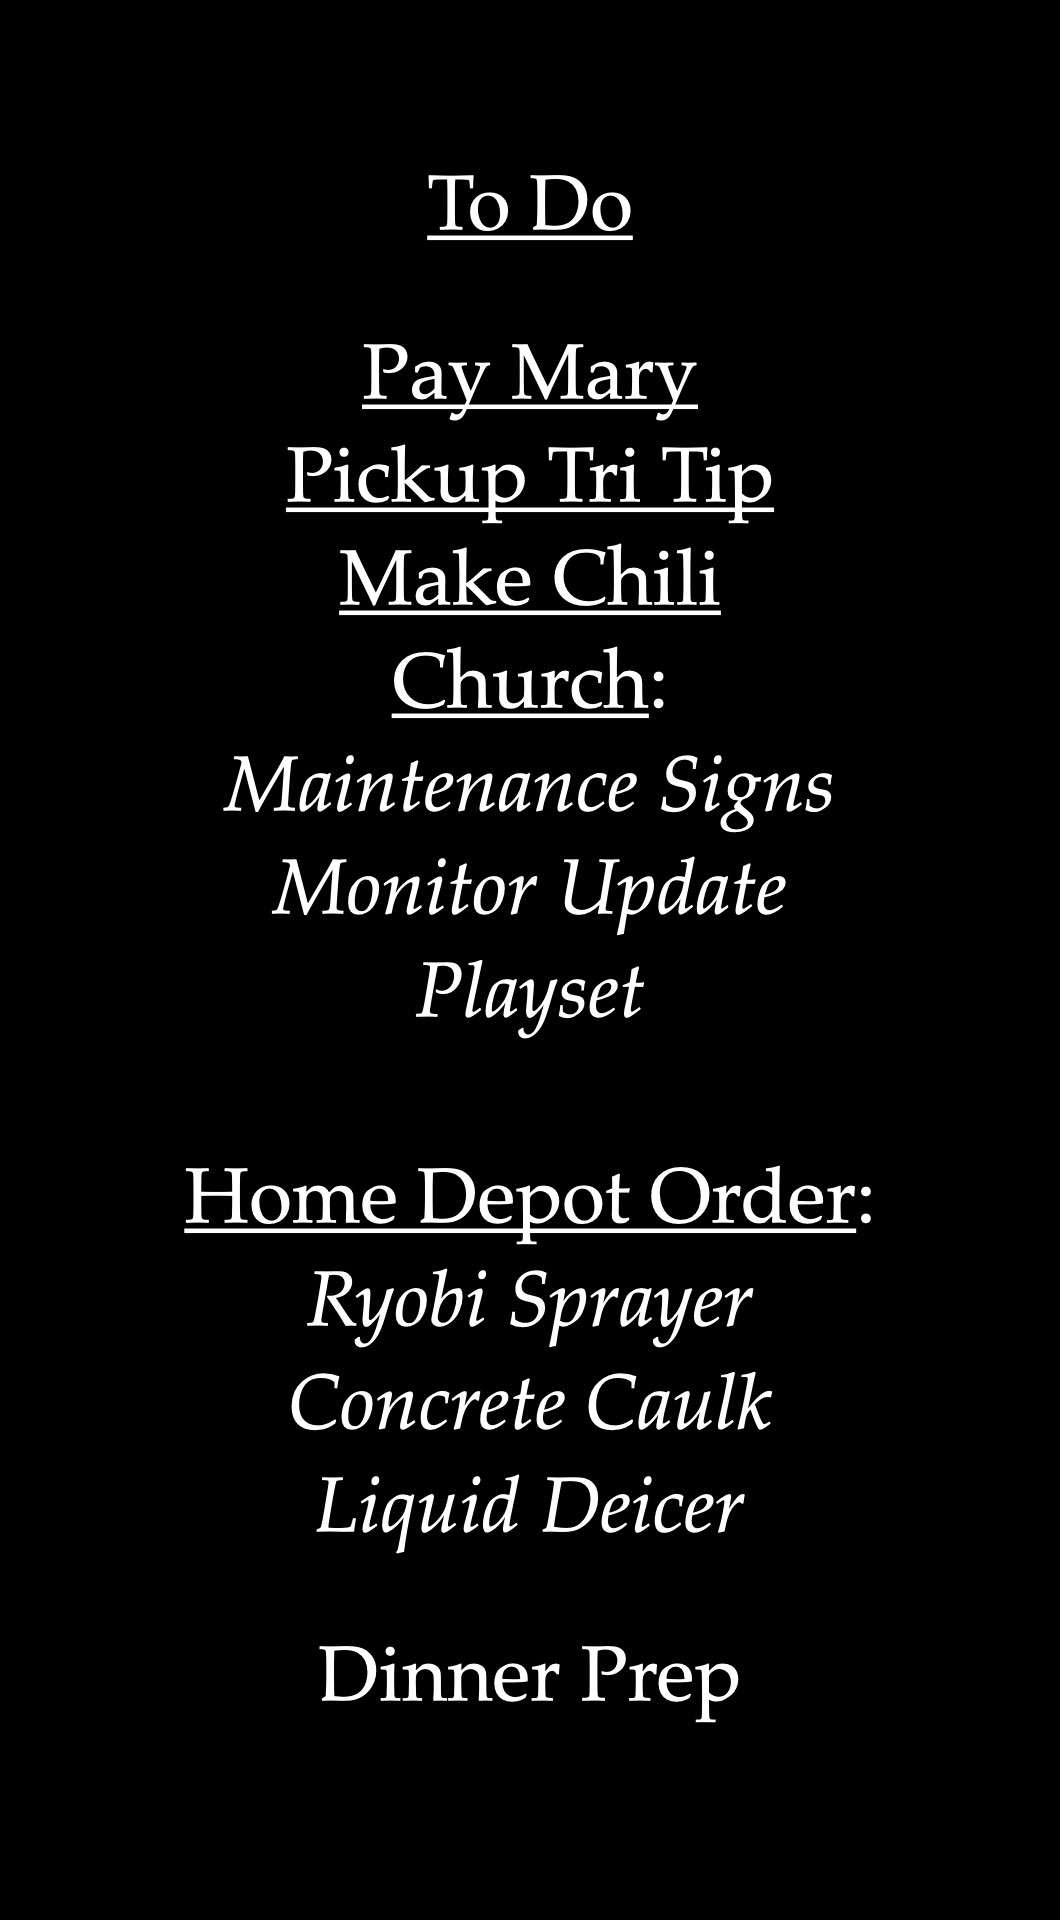 To Do
Pay Mary
Pickup Tri Tip
Make Chili
Church:
Maintenance Signs
Monitor Update
Playset
Home Depot Order:
Ryobi Sprayer
Concrete Caulk
Liquid Deicer
Dinner Prep